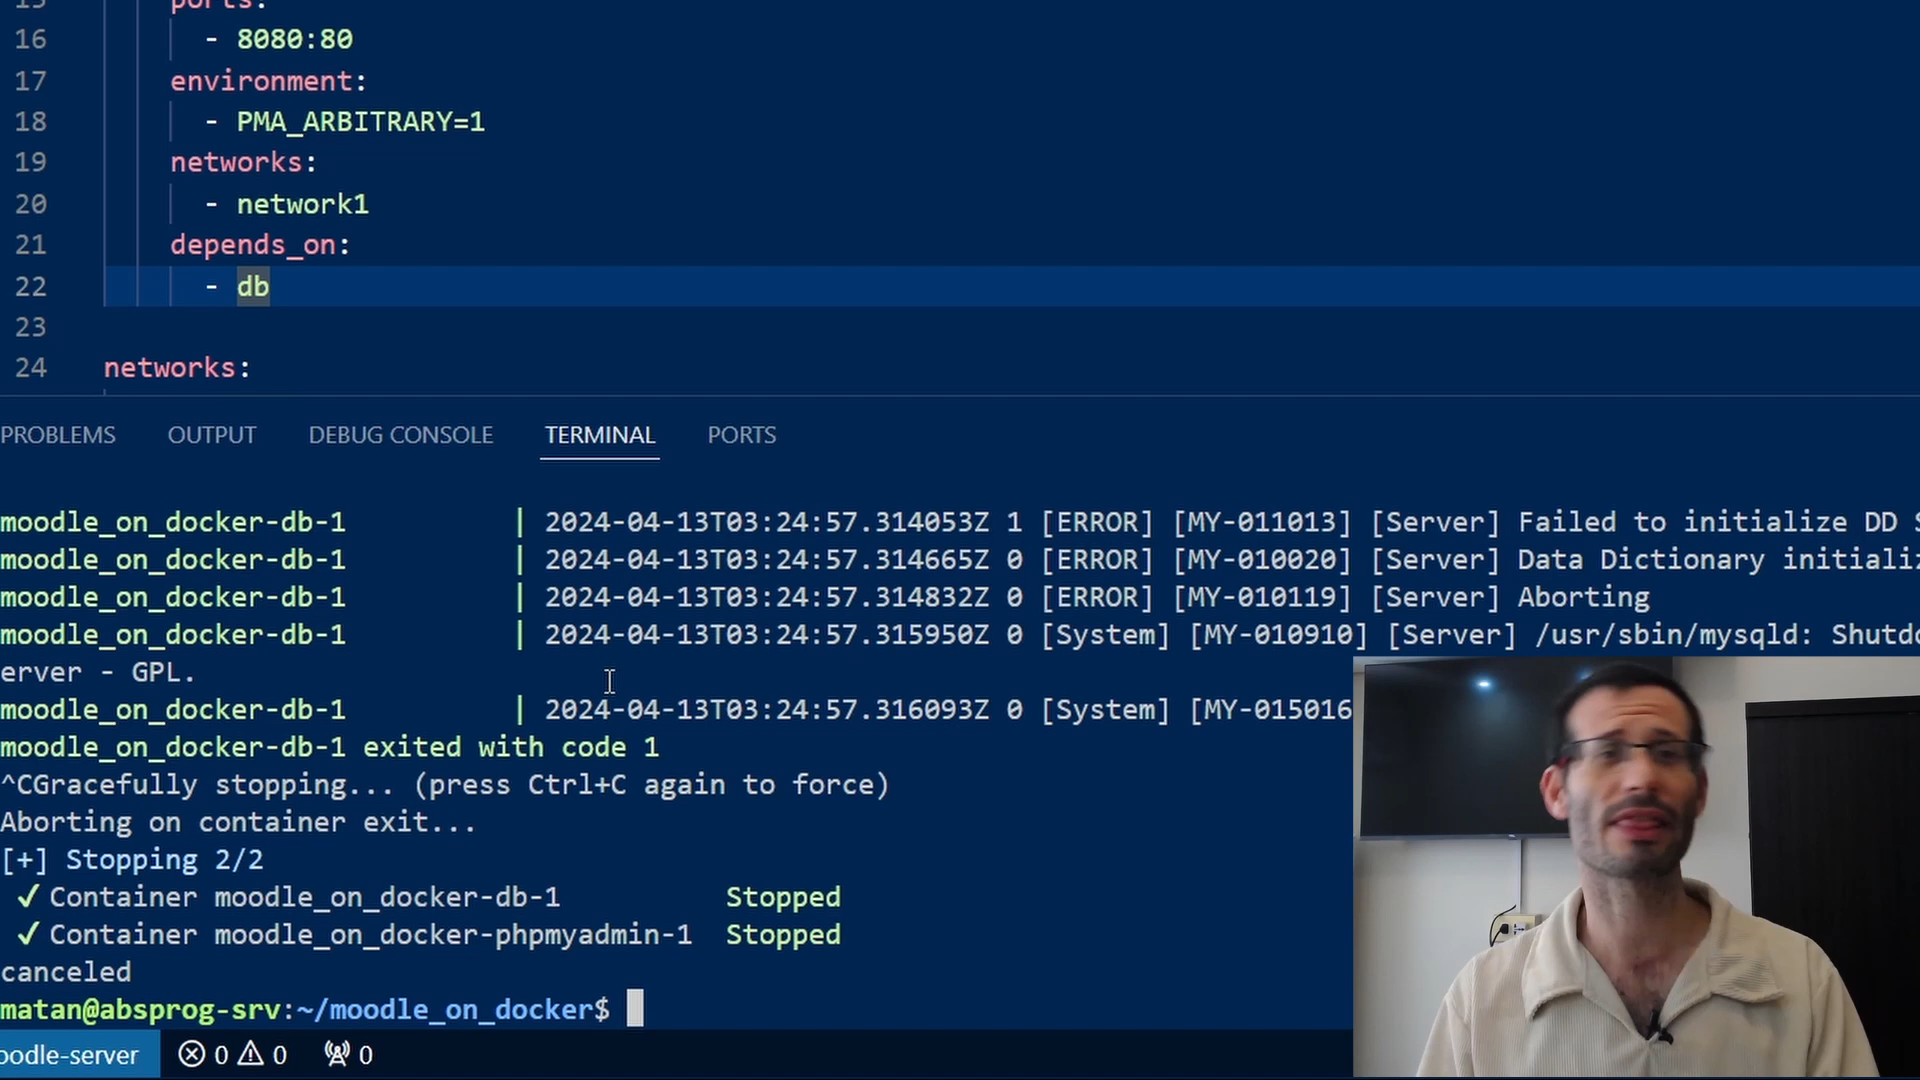 15 ports:
16 - 8080:80
17 environment:
18 - PMA_ARBITRARY=1
19 networks:
20 - network1
21 depends_on:
22 - db
23
24 networks:
PROBLEMS OUTPUT DEBUG CONSOLE TERMINAL PORTS
moodle_on_docker-db-1 | 2024-04-13T03:24:57.314053Z 1 [ERROR] [MY-011013] [Server] Failed to initialize DD
moodle_on_docker-db-1 | 2024-04-13T03:24:57.314665Z 0 [ERROR] [MY-010020] [Server] Data Dictionary initiali
moodle_on_docker-db-1 | 2024-04-13T03:24:57.314832Z 0 [ERROR] [MY-010119] [Server] Aborting
moodle_on_docker-db-1 | 2024-04-13T03:24:57.315950Z 0 [System] [MY-010910] [Server] /usr/sbin/mysqld: Shutd
erver - GPL.
moodle_on_docker-db-1 | 2024-04-13T03:24:57.316093Z 0 [System] [MY-015016
moodle_on_docker-db-1 exited with code 1
^CGracefully stopping... (press Ctrl+C again to force)
Aborting on container exit...
[+] Stopping 2/2
✓ Container moodle_on_docker-db-1 Stopped
✓ Container moodle_on_docker-phpmyadmin-1 Stopped
canceled
matan@absprog-srv:~/moodle_on_docker$
oodle-server 0 0 0